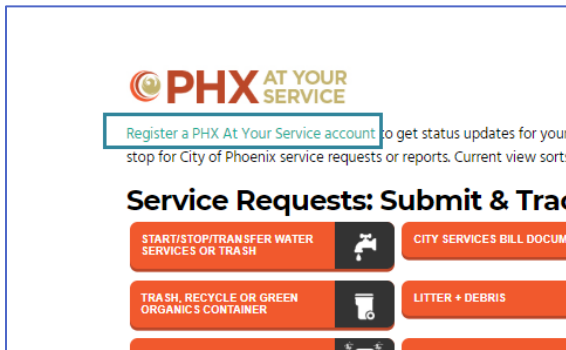 PHX AT YOUR
SERVICE
Register a PHX At Your Service account to get status updates for your
stop for City of Phoenix service requests or reports. Current view sorts
Service Requests: Submit & Trac
START/STOP/TRANSFER WATER
SERVICES OR TRASH
CITY SERVICES BILL DOCUM
TRASH, RECYCLE OR GREEN
ORGANICS CONTAINER
LITTER + DEBRIS